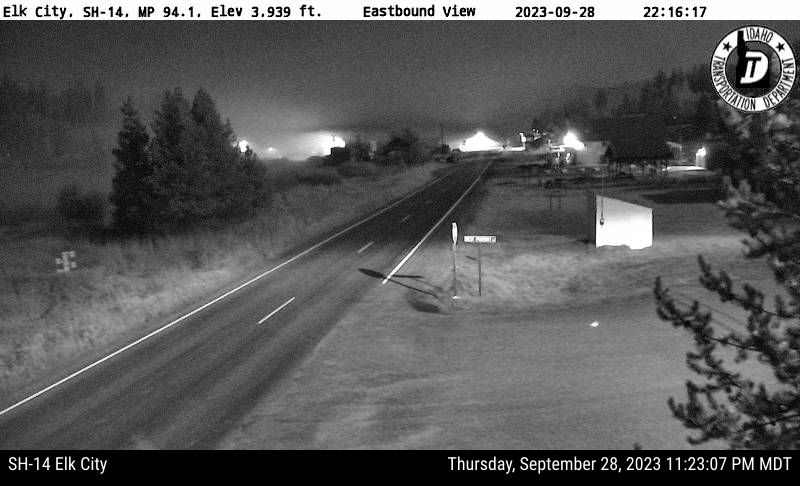 Elk City, SH-14, MP 94.1, Elev 3,939 ft. Eastbound View 2023-09-28 22:16:17
IDAHO
TRANSPORTATION DEPARTMENT
SH-14 Elk City Thursday, September 28, 2023 11:23:07 PM MDT